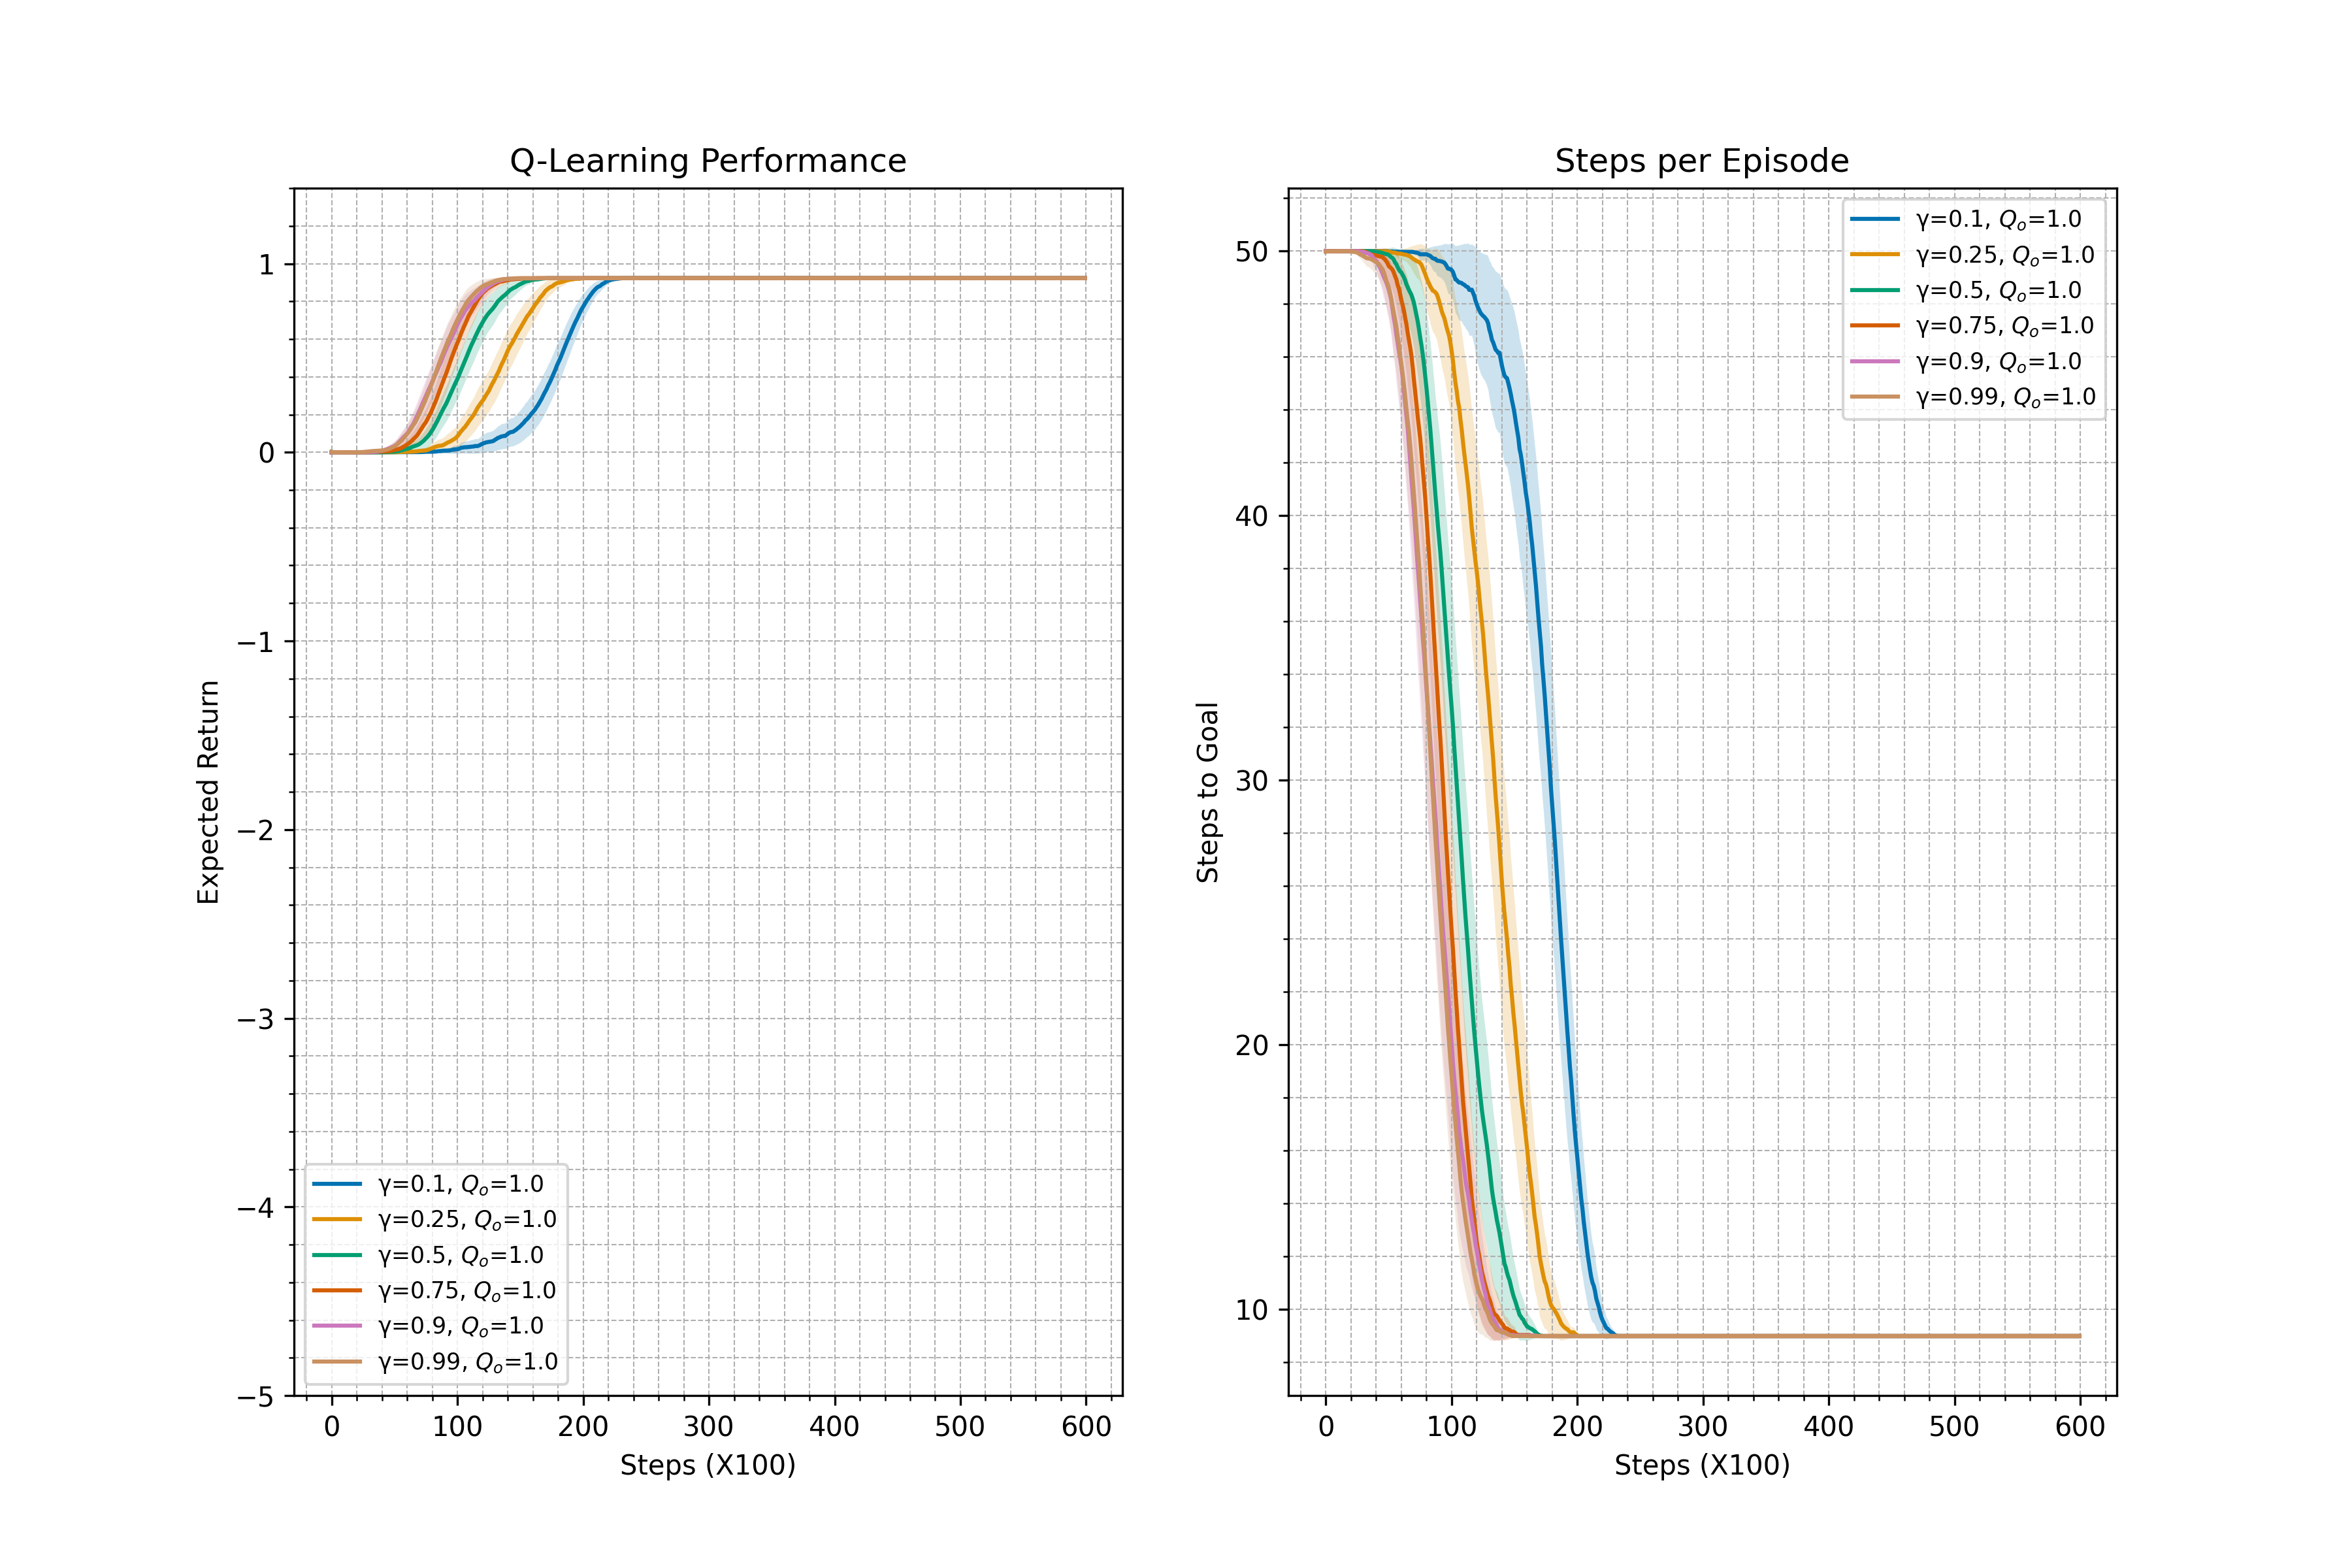 Q-Learning Performance
Expected Return
1
0
−1
−2
−3
−4
−5
0 100 200 300 400 500 600
Steps (X100)
γ=0.1, Qo=1.0
γ=0.25, Qo=1.0
γ=0.5, Qo=1.0
γ=0.75, Qo=1.0
γ=0.9, Qo=1.0
γ=0.99, Qo=1.0
Steps per Episode
Steps to Goal
50
40
30
20
10
0 100 200 300 400 500 600
Steps (X100)
γ=0.1, Qo=1.0
γ=0.25, Qo=1.0
γ=0.5, Qo=1.0
γ=0.75, Qo=1.0
γ=0.9, Qo=1.0
γ=0.99, Qo=1.0